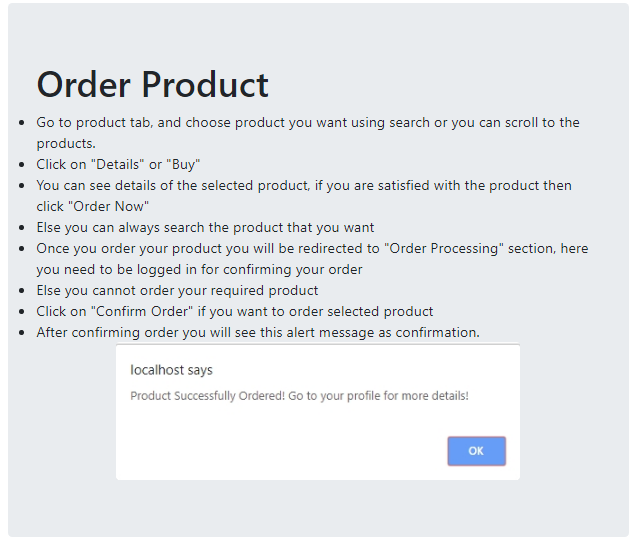 Order Product
Go to product tab, and choose product you want using search or you can scroll to the
products.
Click on "Details" or "Buy"
You can see details of the selected product, if you are satisfied with the product then
click "Order Now"
Else you can always search the product that you want
Once you order your product you will be redirected to "Order Processing" section, here
you need to be logged in for confirming your order
Else you cannot order your required product
Click on "Confirm Order" if you want to order selected product
After confirming order you will see this alert message as confirmation.
localhost says
Product Successfully Ordered! Go to your profile for more details!
OK